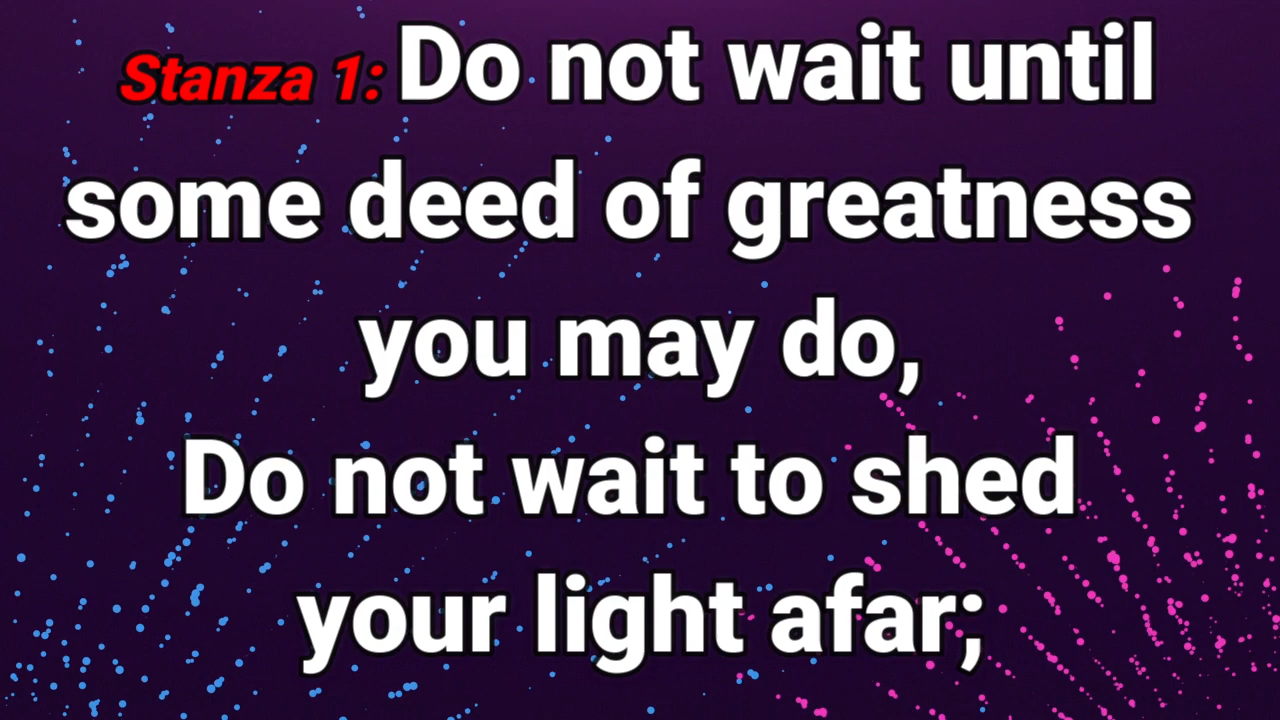 Stanza 1: Do not wait until
some deed of greatness
you may do,
Do not wait to shed
your light afar;